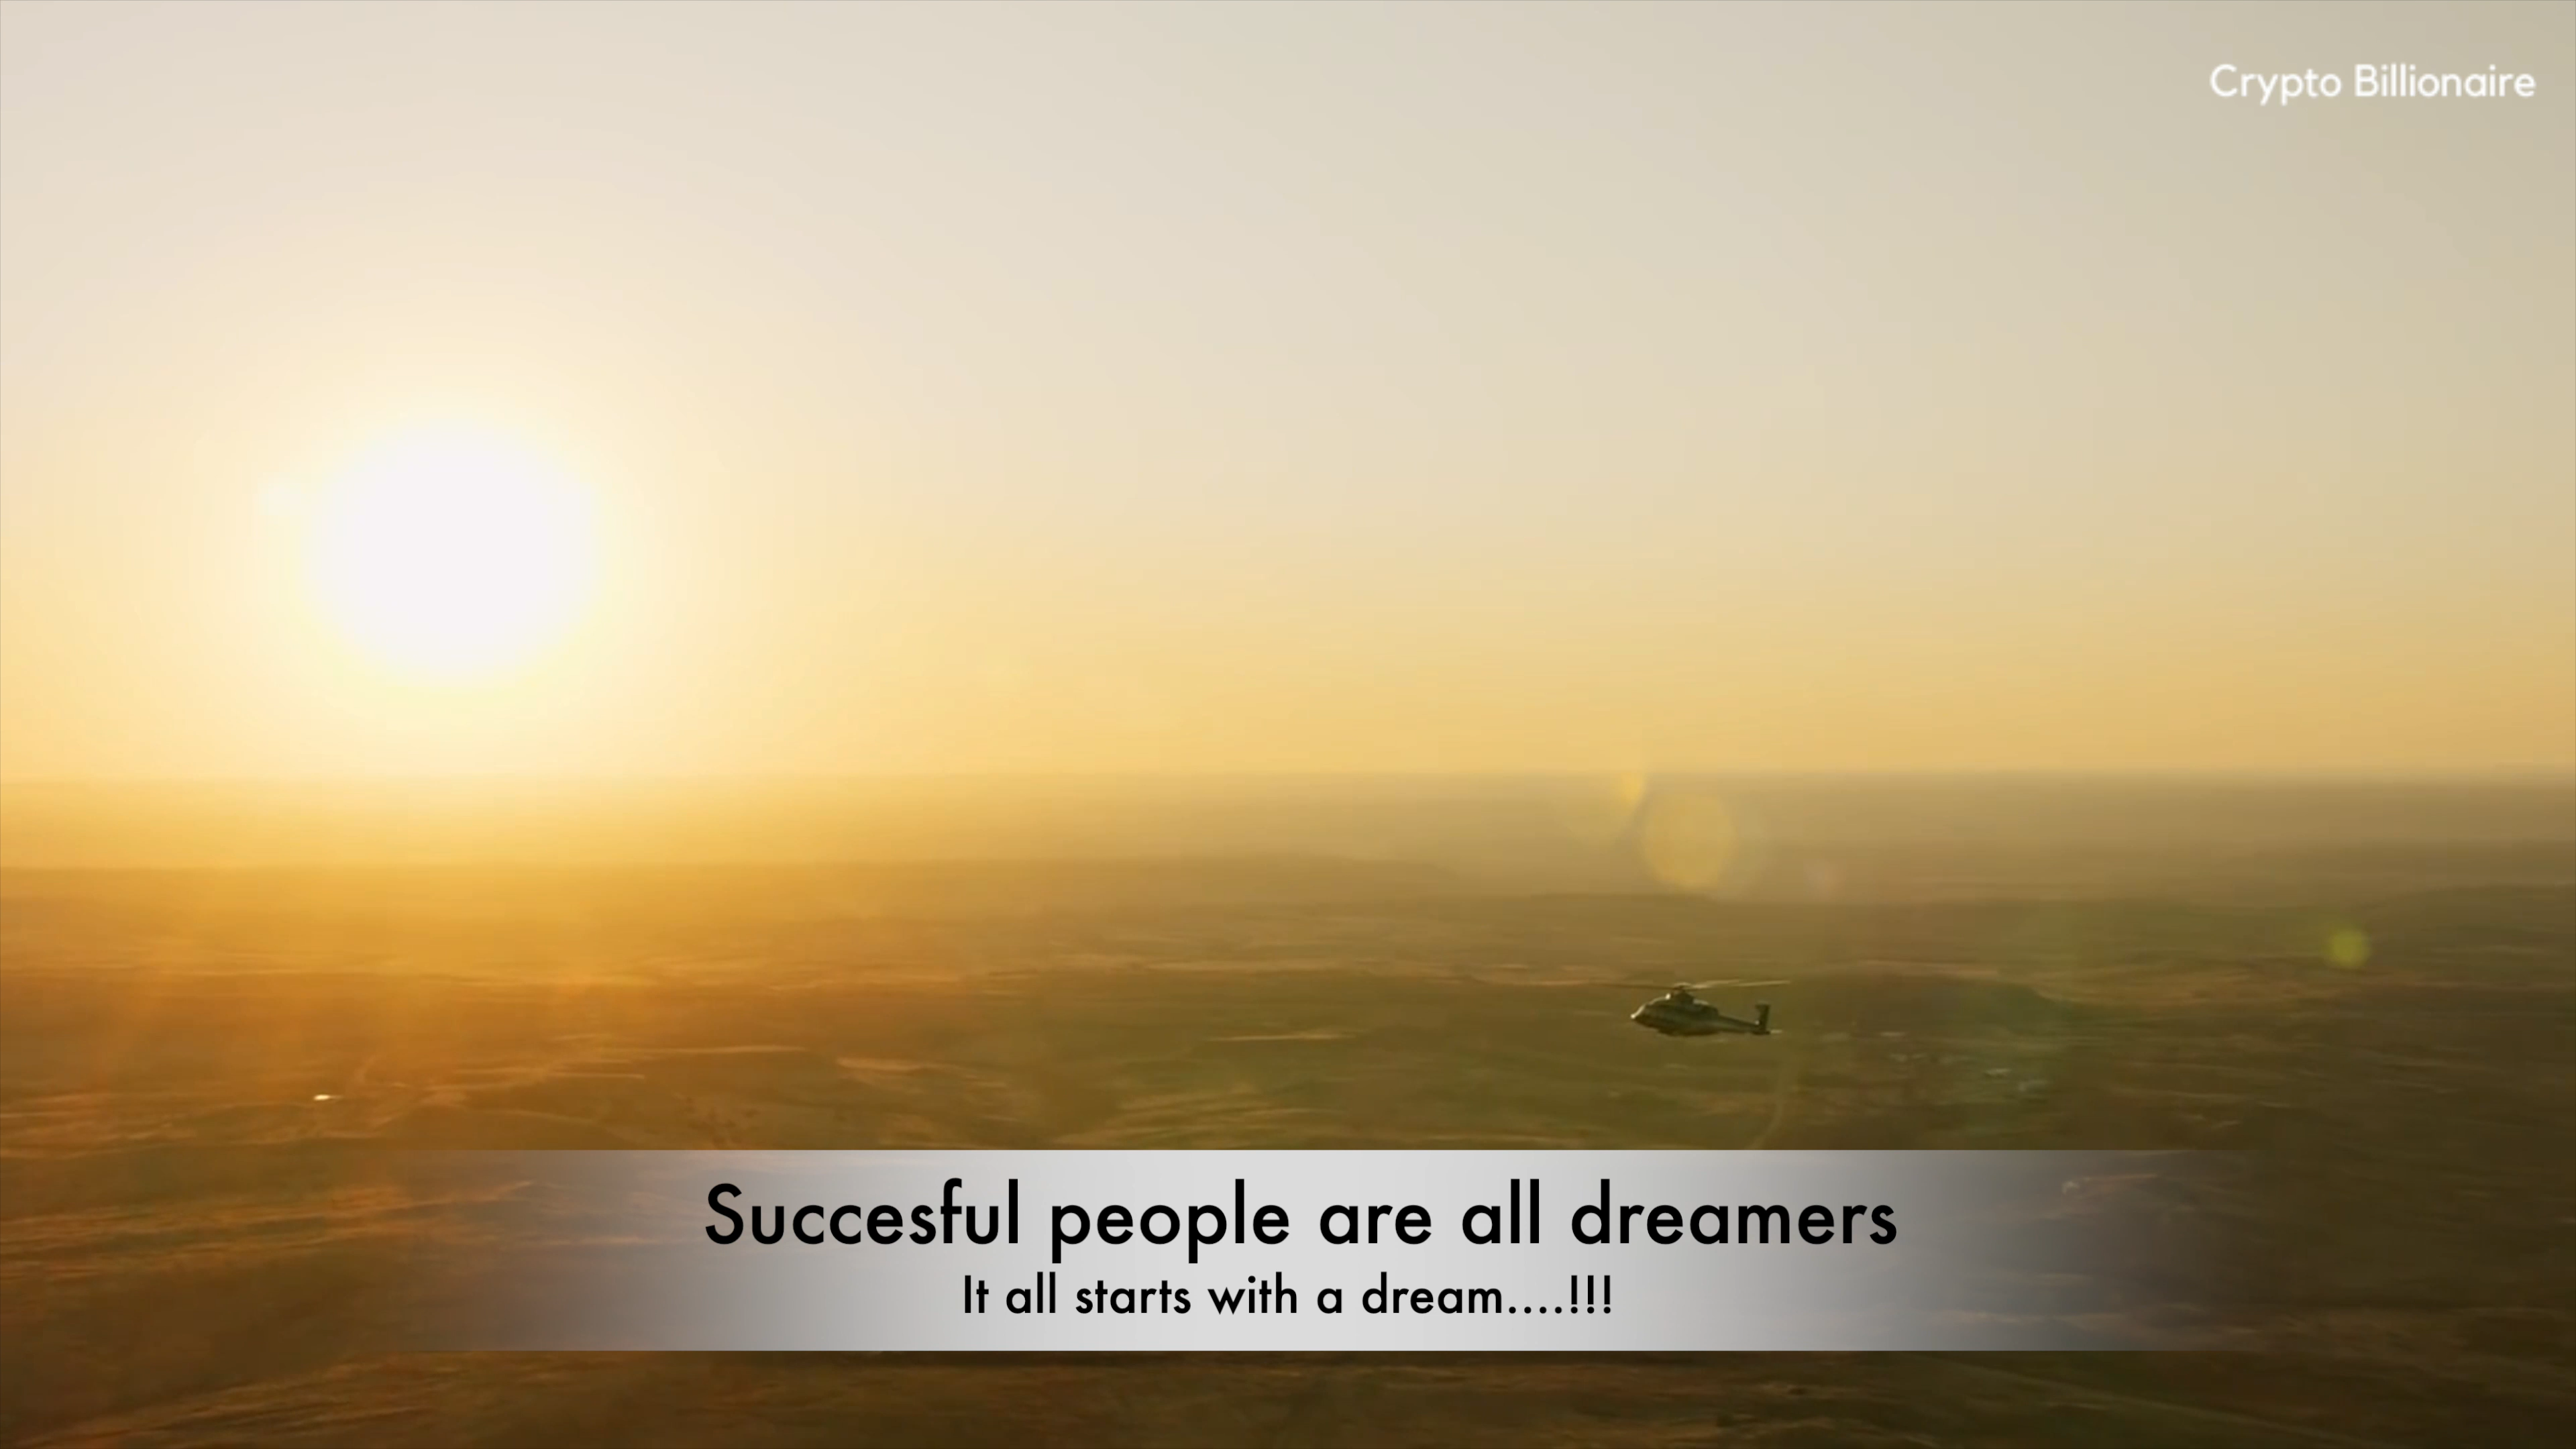 Crypto Billionaire
Succesful people are all dreamers
It all starts with a dream....!!!